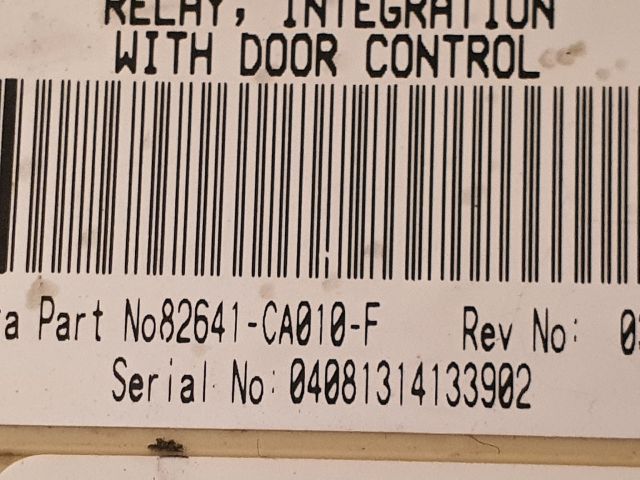 RELAY, INTEGRATION
WITH DOOR CONTROL
Part No82641-CA010-F Rev No:
Serial No: 04081314133902